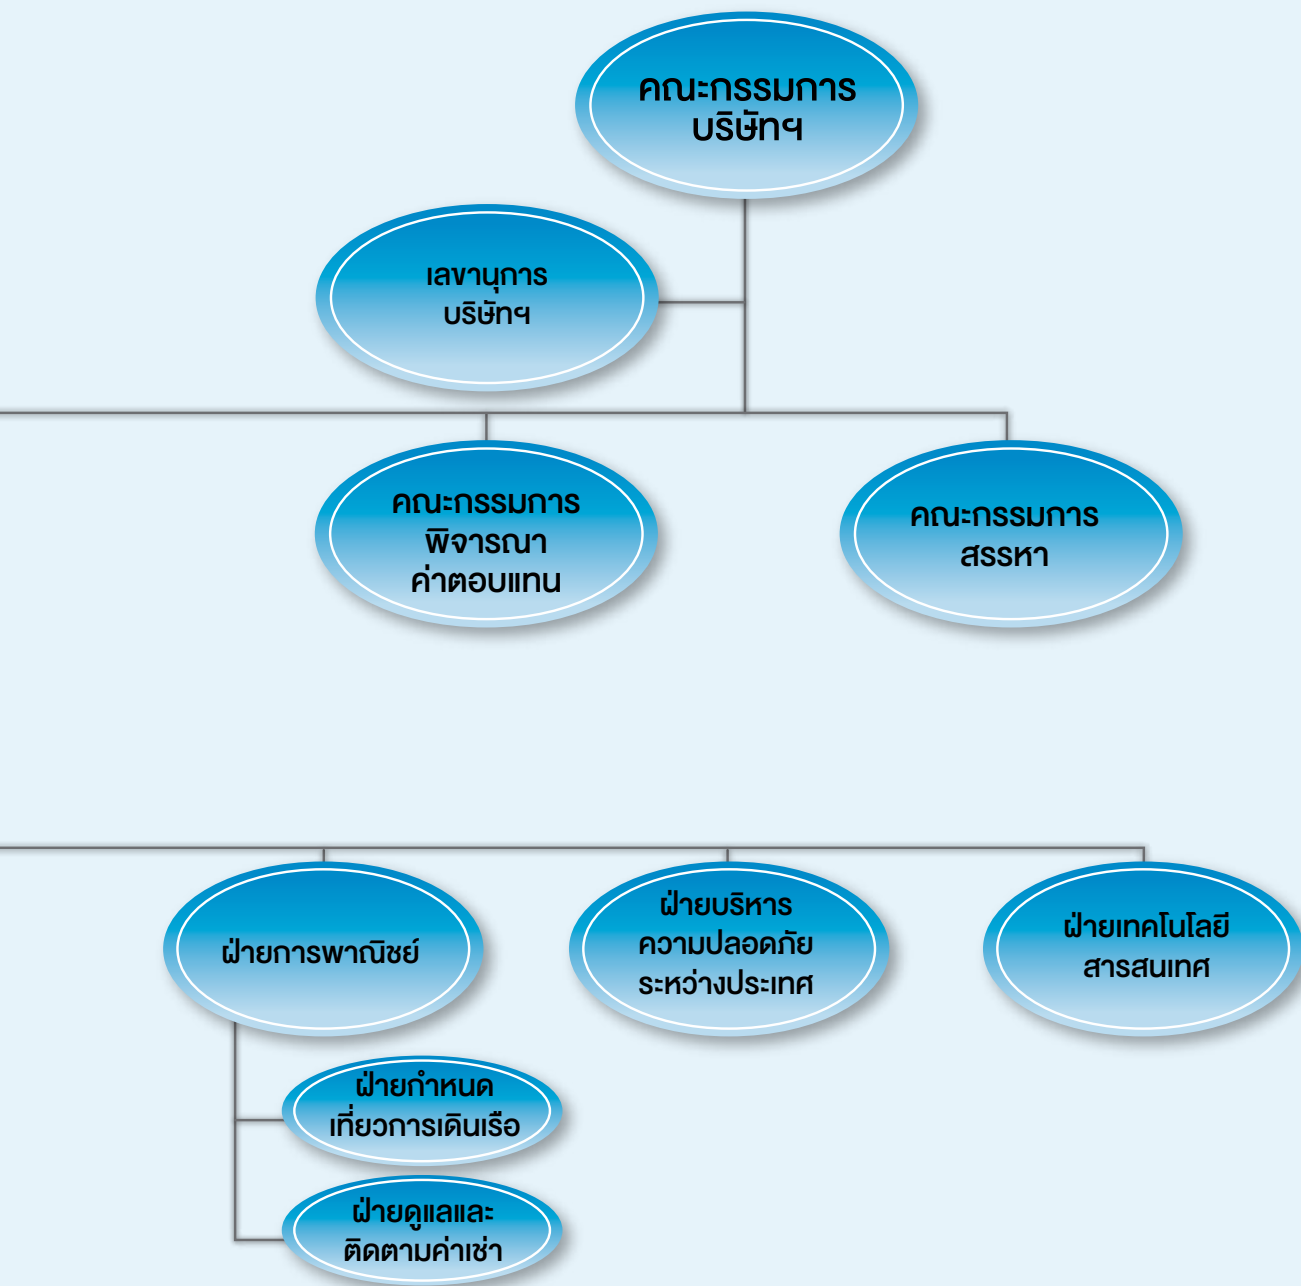 คณะกรรมการ
บริษัทฯ
เลขานุการ
บริษัทฯ
คณะกรรมการ
พิจารณา
ค่าตอบแทน
คณะกรรมการ
สรรหา
ฝ่ายการพาณิชย์
ฝ่ายบริหาร
ความปลอดภัย
ระหว่างประเทศ
ฝ่ายเทคโนโลยี
สารสนเทศ
ฝ่ายกำหนด
เที่ยวการเดินเรือ
ฝ่ายดูแลและ
ติดตามค่าเช่า